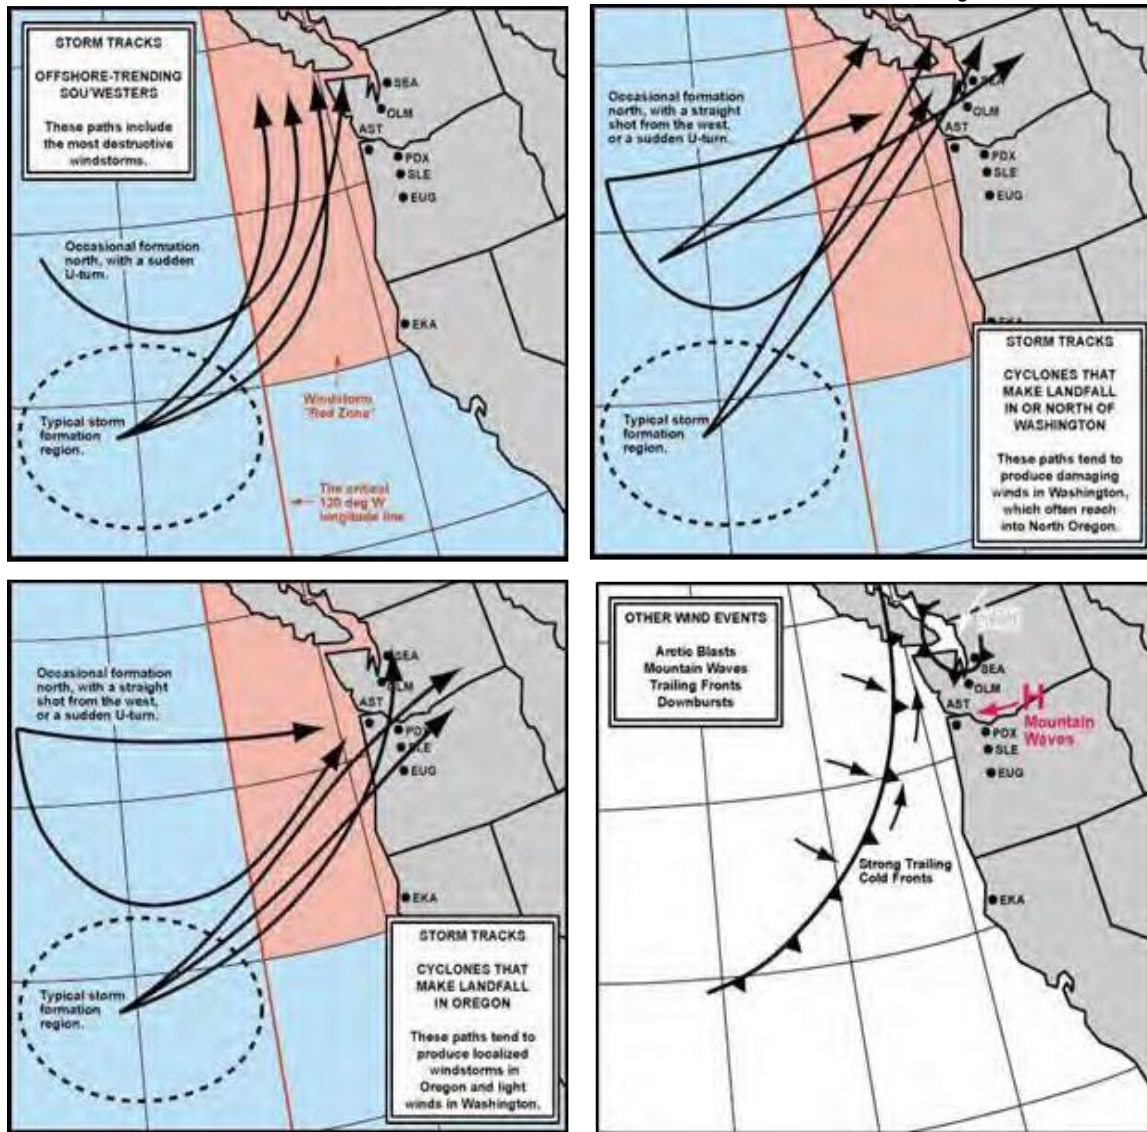 STORM TRACKS
OFFSHORE-TRENDING
SOU'WESTERS
These paths include
the most destructive
windstorms.
SEA
OLM
AST
PDX
SLE
EUG
Occasional formation
north, with a sudden
U-turn.
EKA
Windstorm
"Red Zone"
Typical storm
formation
region.
The critical
130 deg W
longitude line
Occasional formation
north, with a straight
shot from the west,
or a sudden U-turn.
OLM
AST
PDX
SLE
EUG
EKA
Typical storm
formation
region.
STORM TRACKS
CYCLONES THAT
MAKE LANDFALL
IN OR NORTH OF
WASHINGTON
These paths tend to
produce damaging
winds in Washington,
which often reach
into North Oregon.
Occasional formation
north, with a straight
shot from the west,
or a sudden U-turn.
SEA
OLM
AST
PDX
SLE
EUG
EKA
Typical storm
formation
region.
STORM TRACKS
CYCLONES THAT
MAKE LANDFALL
IN OREGON
These paths tend to
produce localized
windstorms in
Oregon and light
winds in Washington.
OTHER WIND EVENTS
Arctic Blasts
Mountain Waves
Trailing Fronts
Downbursts
SEA
OLM
AST
H
Mountain
Waves
PDX
SLE
EUG
Strong Trailing
Cold Fronts
EKA